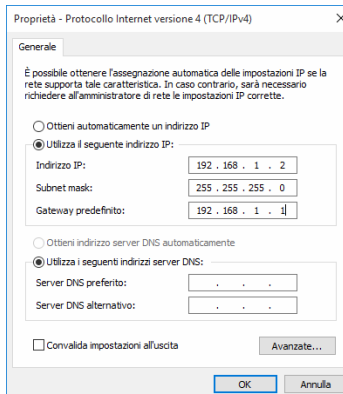 Proprietà - Protocollo Internet versione 4 (TCP/IPv4)
Generale
È possibile ottenere l'assegnazione automatica delle impostazioni IP se la
rete supporta tale caratteristica. In caso contrario, sarà necessario
richiedere all'amministratore di rete le impostazioni IP corrette.
Ottieni automaticamente un indirizzo IP
Utilizza il seguente indirizzo IP:
Indirizzo IP: 192 . 168 . 1 . 2
Subnet mask: 255 . 255 . 255 . 0
Gateway predefinito: 192 . 168 . 1 . 1
Ottieni indirizzo server DNS automaticamente
Utilizza i seguenti indirizzi server DNS:
Server DNS preferito: . . .
Server DNS alternativo: . . .
Convalida impostazioni all'uscita Avanzate...
OK Annulla